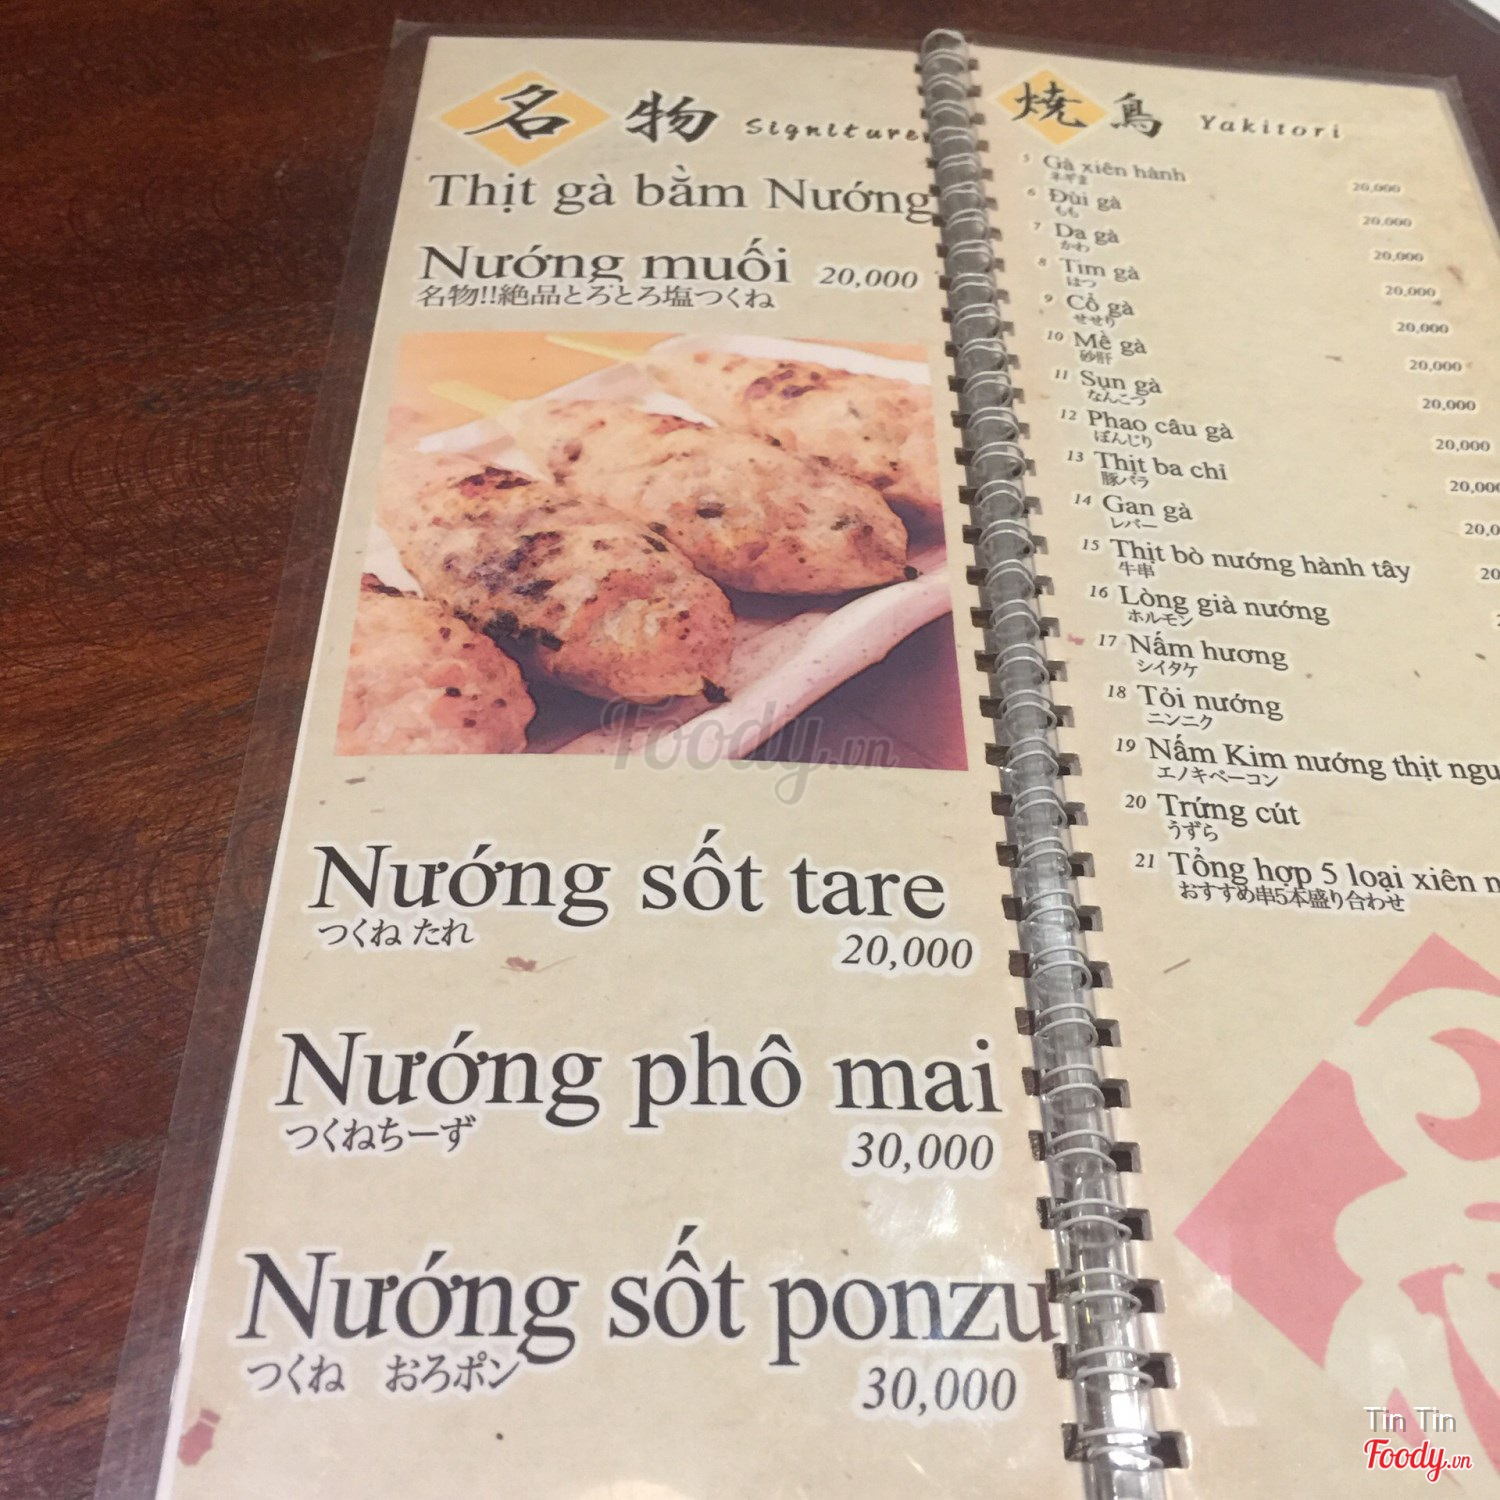 名物 Signiture
Thịt gà bằm Nướng
Nướng muối 20,000
名物!!絶品とろとろ塩つくね
Nướng sốt tare
つくね たれ
20,000
Nướng phô mai
つくねちーず
30,000
Nướng sốt ponzu
つくね おろポン
30,000
焼鳥 Yakitori
5 Gà xiên hành 20,000
ネギま
6 Đùi gà 20,000
もも
7 Da gà 20,000
かわ
8 Tim gà 20,000
はつ
9 Cổ gà 20,000
せせり
10 Mề gà 20,000
砂肝
11 Sụn gà 20,000
なんこつ
12 Phao câu gà 20,000
ぼんじり
13 Thịt ba chỉ 20,000
豚バラ
14 Gan gà 20,0
レバー
15 Thịt bò nướng hành tây 20
牛串
16 Lòng già nướng
ホルモン
17 Nấm hương
シイタケ
18 Tỏi nướng
ニンニク
19 Nấm Kim nướng thịt ngu
エノキベーコン
20 Trứng cút
うずら
21 Tổng hợp 5 loại xiên n
おすすめ串5本盛り合わせ
Foody.vn
Tin Tin
Foody.vn